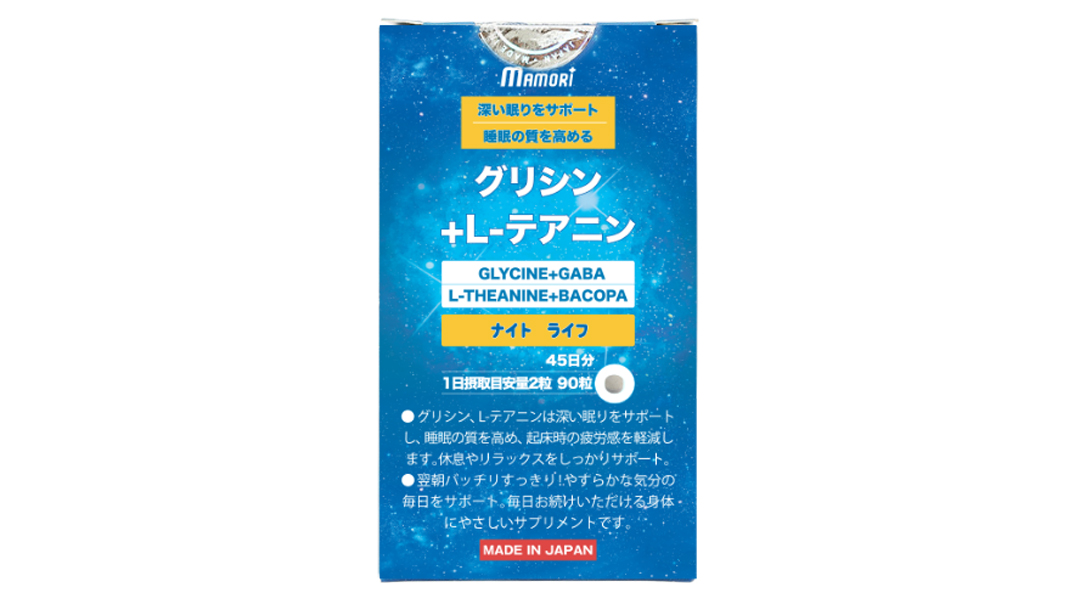 mamori
深い眠りをサポート
睡眠の質を高める
グリシン
+L-テアニン
GLYCINE+GABA
L-THEANINE+BACOPA
ナイト ライフ
45日分
1日摂取目安量2粒 90粒
●グリシン、L-テアニンは深い眠りをサポート
し、睡眠の質を高め、起床時の疲労感を軽減し
ます。休息やリラックスをしっかりサポート。
●翌朝バッチリすっきり!やすらかな気分の
毎日をサポート。毎日お続けいただける身体
にやさしいサプリメントです。
MADE IN JAPAN